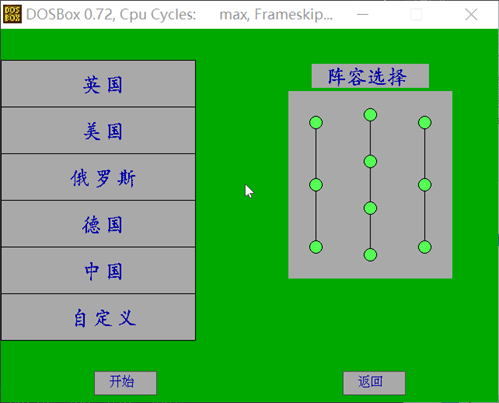 DOS
BOX
DOSBox 0.72, Cpu Cycles: max, Frameskip...
英国
美国
俄罗斯
德国
中国
自定义
阵容选择
开始
返回